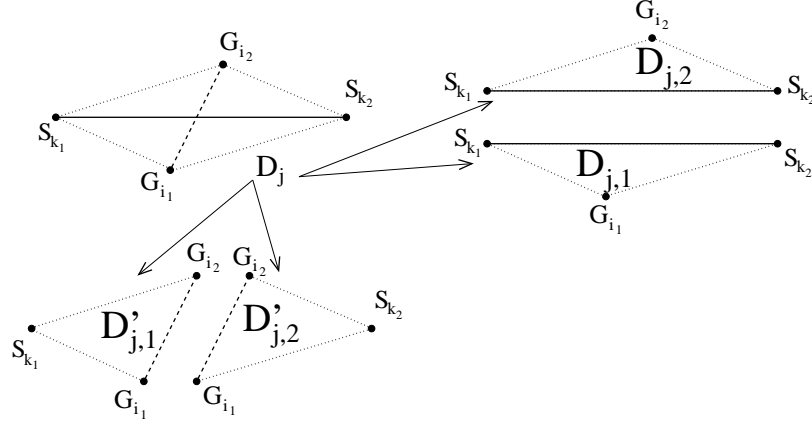 G_{i_2}
S_{k_1}
S_{k_2}
G_{i_1}
D_j
G_{i_2}
D_{j,2}
S_{k_1}
S_{k_2}
S_{k_1}
D_{j,1}
S_{k_2}
G_{i_1}
G_{i_2}
D'_{j,1}
S_{k_1}
G_{i_1}
G_{i_2}
D'_{j,2}
S_{k_2}
G_{i_1}